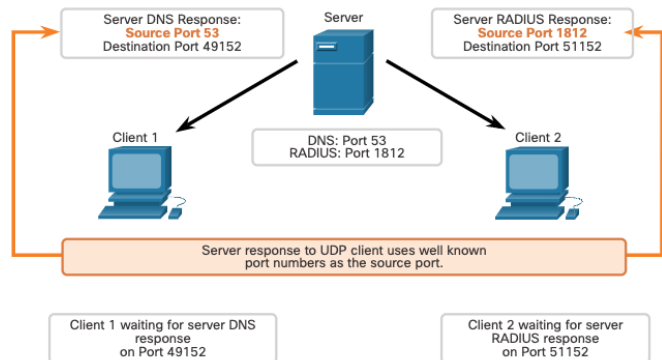 Server DNS Response:
Source Port 53
Destination Port 49152
Server
Server RADIUS Response:
Source Port 1812
Destination Port 51152
Client 1
DNS: Port 53
RADIUS: Port 1812
Client 2
Server response to UDP client uses well known
port numbers as the source port.
Client 1 waiting for server DNS
response
on Port 49152
Client 2 waiting for server
RADIUS response
on Port 51152